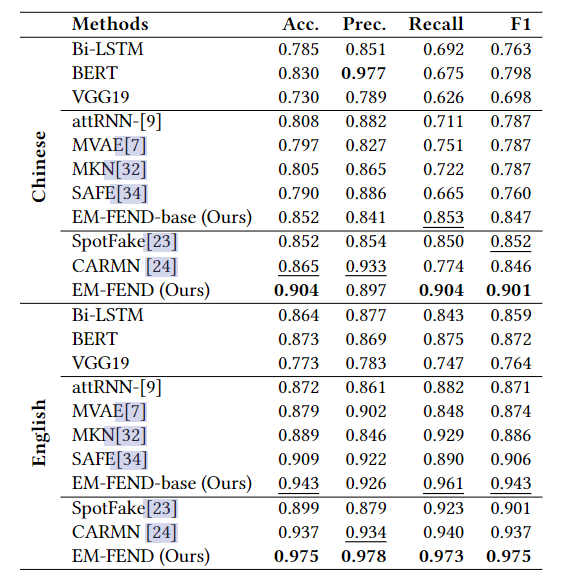 Methods Acc. Prec. Recall F1
Chinese
Bi-LSTM 0.785 0.851 0.692 0.763
BERT 0.830 0.977 0.675 0.798
VGG19 0.730 0.789 0.626 0.698
attRNN-[9] 0.808 0.882 0.711 0.787
MVAE[7] 0.797 0.827 0.751 0.787
MKN[32] 0.805 0.865 0.722 0.787
SAFE[34] 0.790 0.886 0.665 0.760
EM-FEND-base (Ours) 0.852 0.841 0.853 0.847
SpotFake[23] 0.852 0.854 0.850 0.852
CARMN [24] 0.865 0.933 0.774 0.846
EM-FEND (Ours) 0.904 0.897 0.904 0.901
English
Bi-LSTM 0.864 0.877 0.843 0.859
BERT 0.873 0.869 0.875 0.872
VGG19 0.773 0.783 0.747 0.764
attRNN-[9] 0.872 0.861 0.882 0.871
MVAE[7] 0.879 0.902 0.848 0.874
MKN[32] 0.889 0.846 0.929 0.886
SAFE[34] 0.909 0.922 0.890 0.906
EM-FEND-base (Ours) 0.943 0.926 0.961 0.943
SpotFake[23] 0.899 0.879 0.923 0.901
CARMN [24] 0.937 0.934 0.940 0.937
EM-FEND (Ours) 0.975 0.978 0.973 0.975